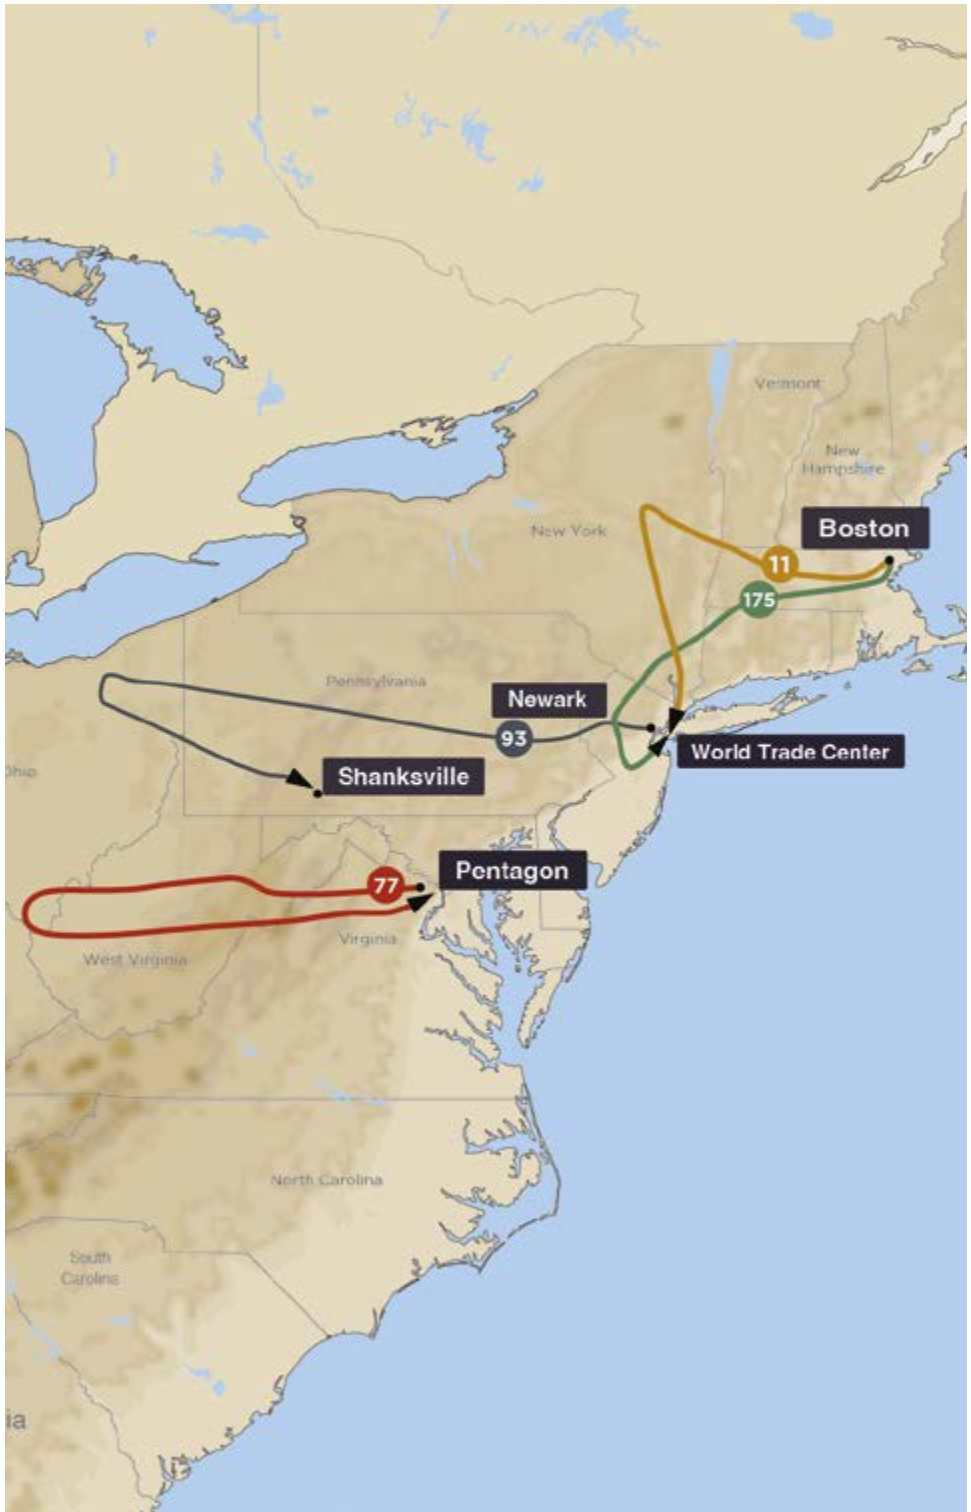 Vermont
New
Hampshire
New York
Boston
11
175
Pennsylvania
Newark
93
World Trade Center
Ohio
Shanksville
Pentagon
77
Virginia
West Virginia
North Carolina
South
Carolina
ia